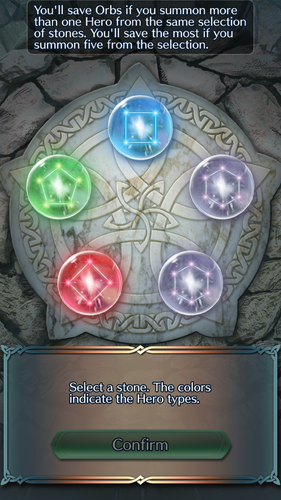 You'll save Orbs if you summon more
than one Hero from the same selection
of stones. You'll save the most if you
summon five from the selection.
Select a stone. The colors
indicate the Hero types.
Confirm